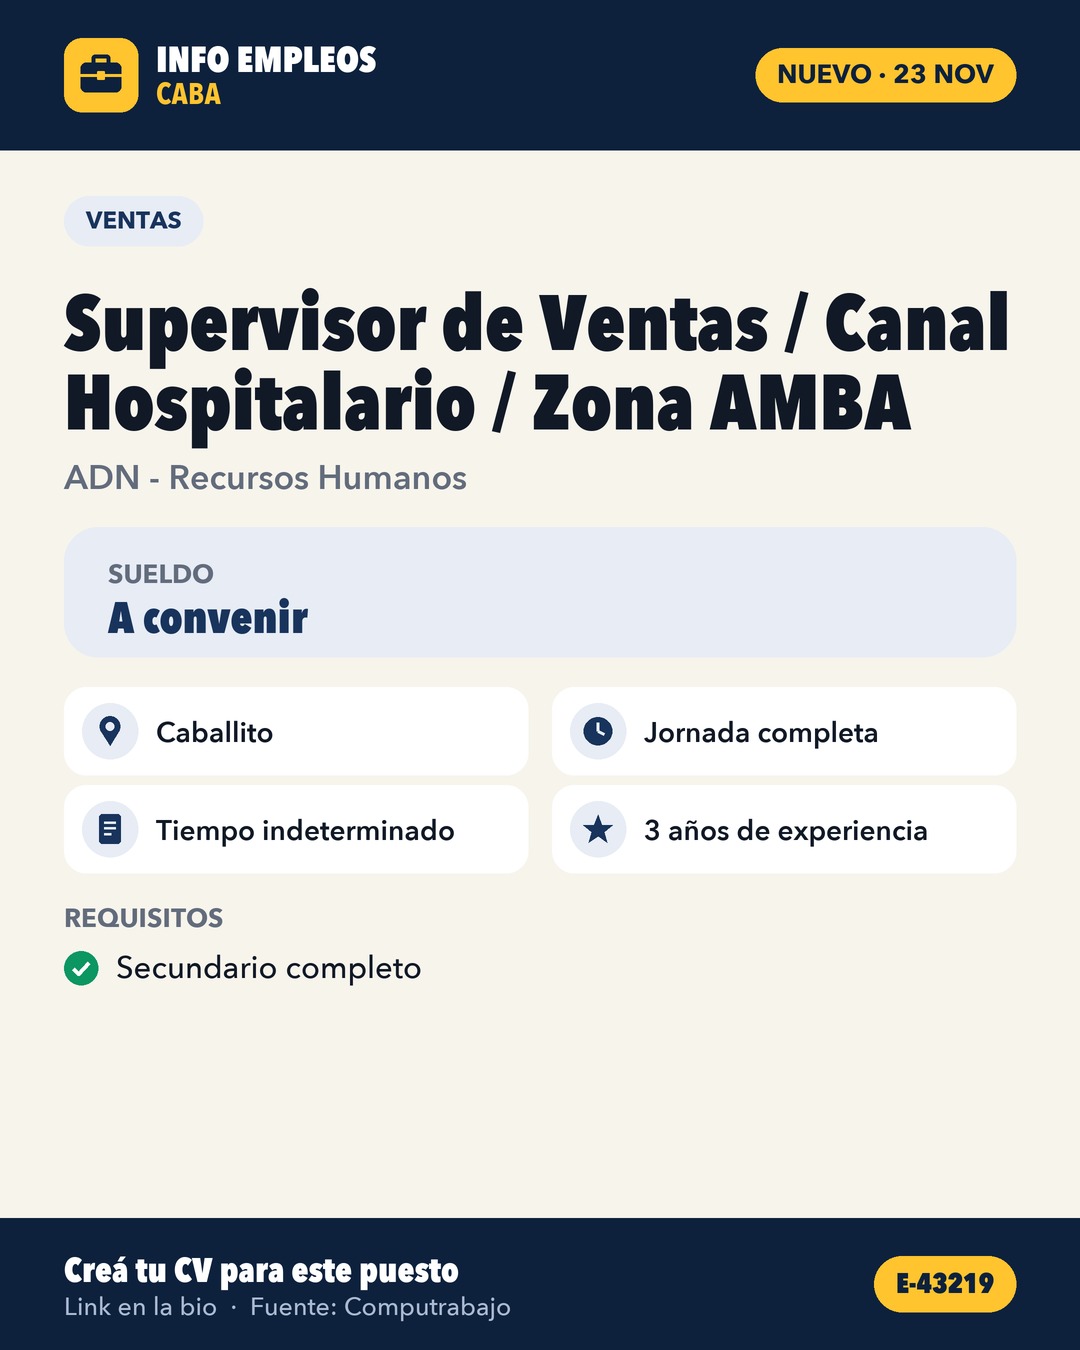 INFO EMPLEOS
CABA
NUEVO · 23 NOV
VENTAS
Supervisor de Ventas / Canal
Hospitalario / Zona AMBA
ADN - Recursos Humanos
SUELDO
A convenir
Caballito
Jornada completa
Tiempo indeterminado
3 años de experiencia
REQUISITOS
Secundario completo
Creá tu CV para este puesto
Link en la bio · Fuente: Computrabajo
E-43219